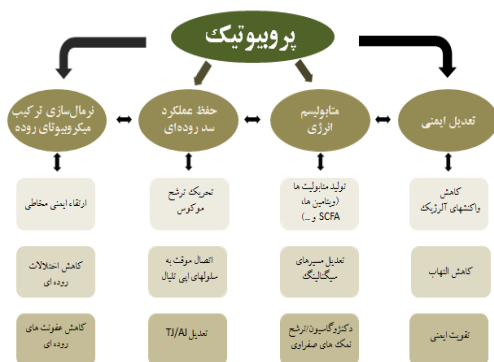 پروبیوتیک
تعدیل ایمنی
متابولیسم
انرژی
حفظ عملکرد
سد روده‌ای
نرمال‌سازی ترکیب
میکروبیوتای روده
کاهش
واکنشهای آلرژیک
تولید متابولیت ها
(ویتامین ها،
SCFA و ...)
تحریک ترشح
موکوس
ارتقاء ایمنی مخاطی
کاهش التهاب
تعدیل مسیرهای
سیگنالینگ
اتصال موقت به
سلولهای اپی تلیال
کاهش اختلالات
روده ای
تقویت ایمنی
دکنژوگاسیون/ترشح
نمک های صفراوی
تعدیل TJ/AJ
کاهش عفونت های
روده ای